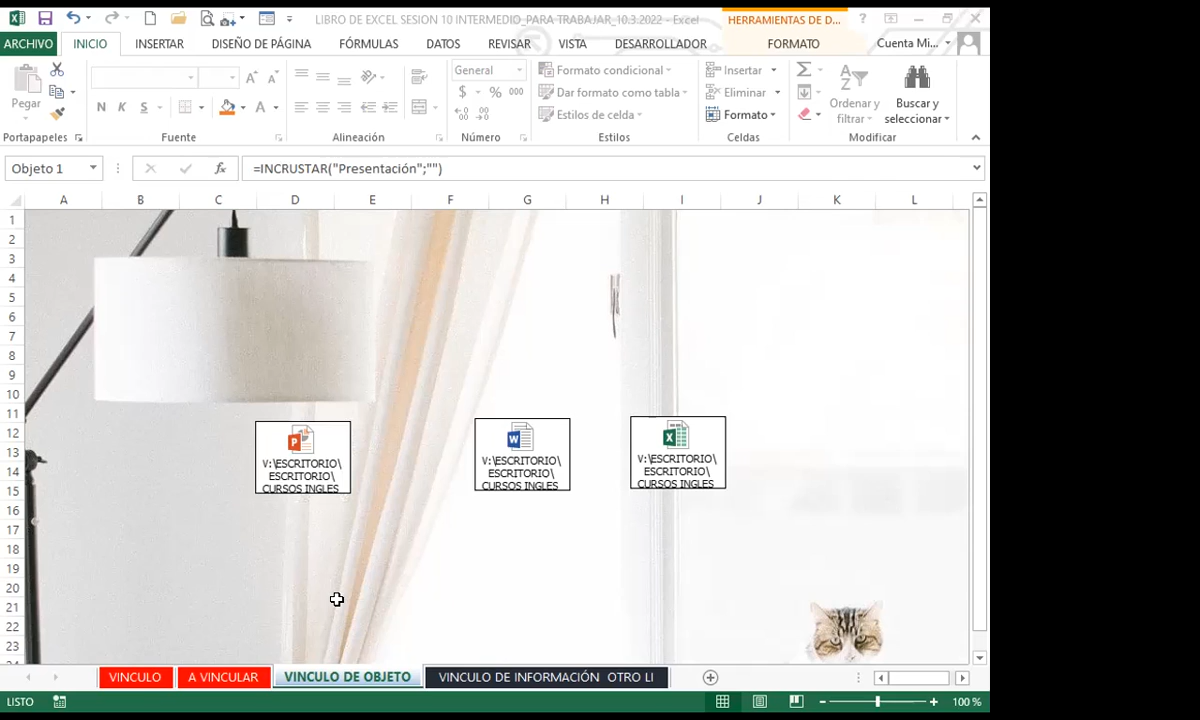 LIBRO DE EXCEL SESION 10 INTERMEDIO_PARA TRABAJAR_10.3.2022 - Excel
HERRAMIENTAS DE D...
?
ARCHIVO INICIO INSERTAR DISEÑO DE PÁGINA FÓRMULAS DATOS REVISAR VISTA DESARROLLADOR FORMATO Cuenta Mi...
Pegar
N K S A A A
General
$ % 000
Formato condicional
Dar formato como tabla
Estilos de celda
Insertar
Eliminar
Formato
Ordenar y filtrar
Buscar y seleccionar
Portapapeles Fuente Alineación Número Estilos Celdas Modificar
Objeto 1 fx =INCRUSTAR("Presentación";"")
A B C D E F G H I J K L
1
2
3
4
5
6
7
8
9
10
11
12
13
14
15
16
17
18
19
20
21
22
23
24
V:\ESCRITORIO\
ESCRITORIO\
CURSOS INGLES
V:\ESCRITORIO\
ESCRITORIO\
CURSOS INGLES
V:\ESCRITORIO\
ESCRITORIO\
CURSOS INGLES
VINCULO A VINCULAR VINCULO DE OBJETO VINCULO DE INFORMACIÓN OTRO LI
LISTO 100 %